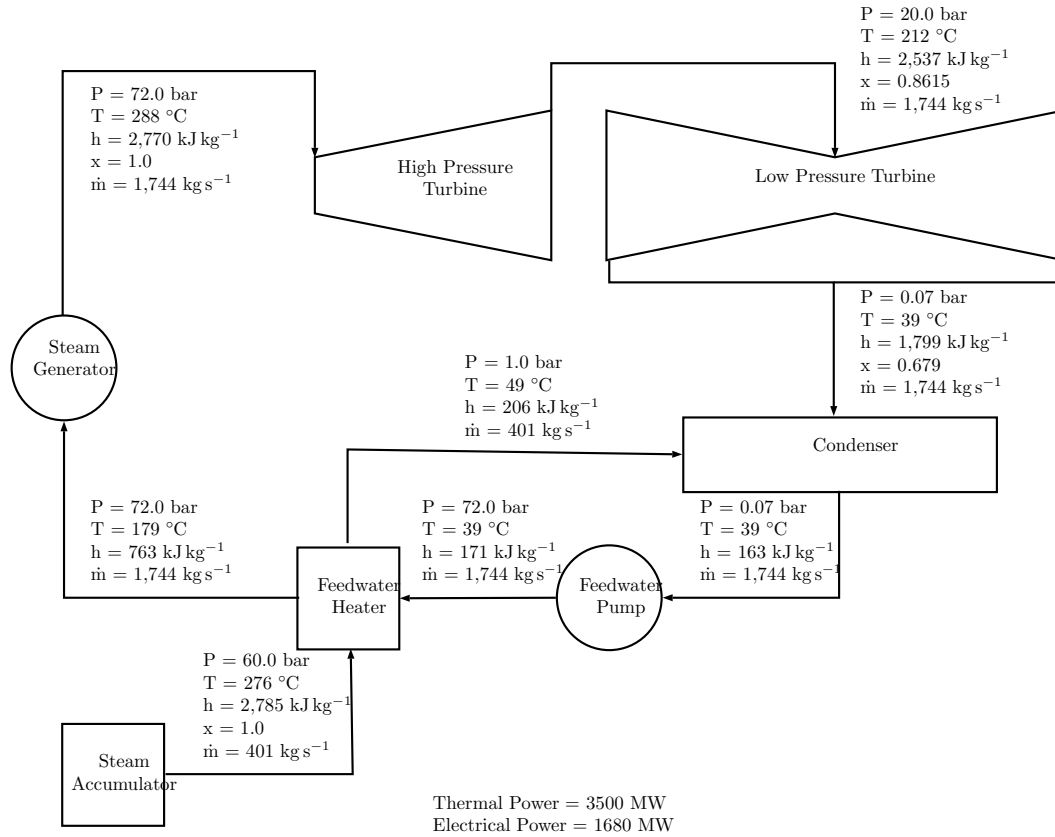 P = 20.0 bar
T = 212 °C
h = 2,537 kJ kg⁻¹
x = 0.8615
ṁ = 1,744 kg s⁻¹
P = 72.0 bar
T = 288 °C
h = 2,770 kJ kg⁻¹
x = 1.0
ṁ = 1,744 kg s⁻¹
High Pressure
Turbine
Low Pressure Turbine
P = 0.07 bar
T = 39 °C
h = 1,799 kJ kg⁻¹
x = 0.679
ṁ = 1,744 kg s⁻¹
Steam
Generator
P = 1.0 bar
T = 49 °C
h = 206 kJ kg⁻¹
ṁ = 401 kg s⁻¹
Condenser
P = 72.0 bar
T = 179 °C
h = 763 kJ kg⁻¹
ṁ = 1,744 kg s⁻¹
P = 72.0 bar
T = 39 °C
h = 171 kJ kg⁻¹
ṁ = 1,744 kg s⁻¹
P = 0.07 bar
T = 39 °C
h = 163 kJ kg⁻¹
ṁ = 1,744 kg s⁻¹
Feedwater
Heater
Feedwater
Pump
P = 60.0 bar
T = 276 °C
h = 2,785 kJ kg⁻¹
x = 1.0
ṁ = 401 kg s⁻¹
Steam
Accumulator
Thermal Power = 3500 MW
Electrical Power = 1680 MW